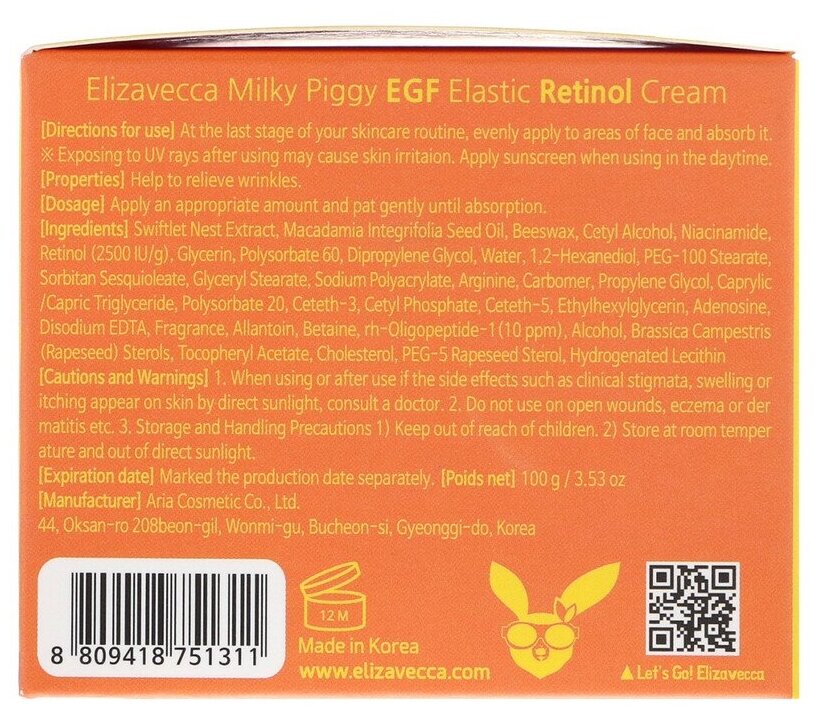 Elizavecca Milky Piggy EGF Elastic Retinol Cream
[Directions for use] At the last stage of your skincare routine, evenly apply to areas of face and absorb it.
※ Exposing to UV rays after using may cause skin irritaion. Apply sunscreen when using in the daytime.
[Properties] Help to relieve wrinkles.
[Dosage] Apply an appropriate amount and pat gently until absorption.
[Ingredients] Swiftlet Nest Extract, Macadamia Integrifolia Seed Oil, Beeswax, Cetyl Alcohol, Niacinamide,
Retinol (2500 IU/g), Glycerin, Polysorbate 60, Dipropylene Glycol, Water, 1,2-Hexanediol, PEG-100 Stearate,
Sorbitan Sesquioleate, Glyceryl Stearate, Sodium Polyacrylate, Arginine, Carbomer, Propylene Glycol, Caprylic
/Capric Triglyceride, Polysorbate 20, Ceteth-3, Cetyl Phosphate, Ceteth-5, Ethylhexylglycerin, Adenosine,
Disodium EDTA, Fragrance, Allantoin, Betaine, rh-Oligopeptide-1(10 ppm), Alcohol, Brassica Campestris
(Rapeseed) Sterols, Tocopheryl Acetate, Cholesterol, PEG-5 Rapeseed Sterol, Hydrogenated Lecithin
[Cautions and Warnings] 1. When using or after use if the side effects such as clinical stigmata, swelling or
itching appear on skin by direct sunlight, consult a doctor. 2. Do not use on open wounds, eczema or der
matitis etc. 3. Storage and Handling Precautions 1) Keep out of reach of children. 2) Store at room temper
ature and out of direct sunlight.
[Expiration date] Marked the production date separately. [Poids net] 100 g / 3.53 oz
[Manufacturer] Aria Cosmetic Co., Ltd.
44, Oksan-ro 208beon-gil, Wonmi-gu, Bucheon-si, Gyeonggi-do, Korea
8 809418 751311
12 M
Made in Korea
www.elizavecca.com
▲ Let's Go! Elizavecca